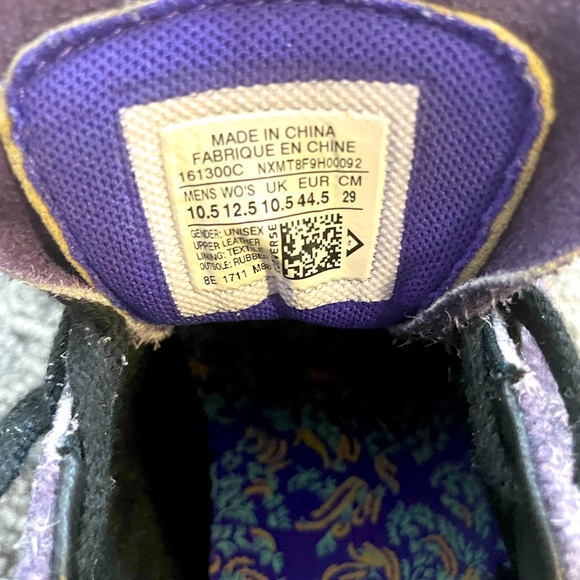 MADE IN CHINA
FABRIQUE EN CHINE
161300C NXMT8F9H00092
MENS WO'S UK EUR CM
10.5 12.5 10.5 44.5 29
GENDER: UNISEX
UPPER: LEATHER
LINING: TEXTILE
OUTSOLE: RUBBER
8E 1711
VERSE